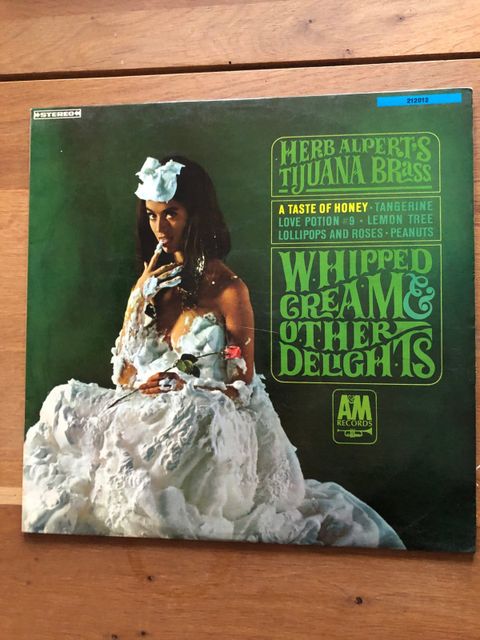 STEREO
212012
HERB ALPERT'S
TIJUANA BRASS
A TASTE OF HONEY · TANGERINE
LOVE POTION #9 · LEMON TREE
LOLLIPOPS AND ROSES · PEANUTS
WHIPPED
CREAM &
OTHER
DELIGHTS
A&M
RECORDS